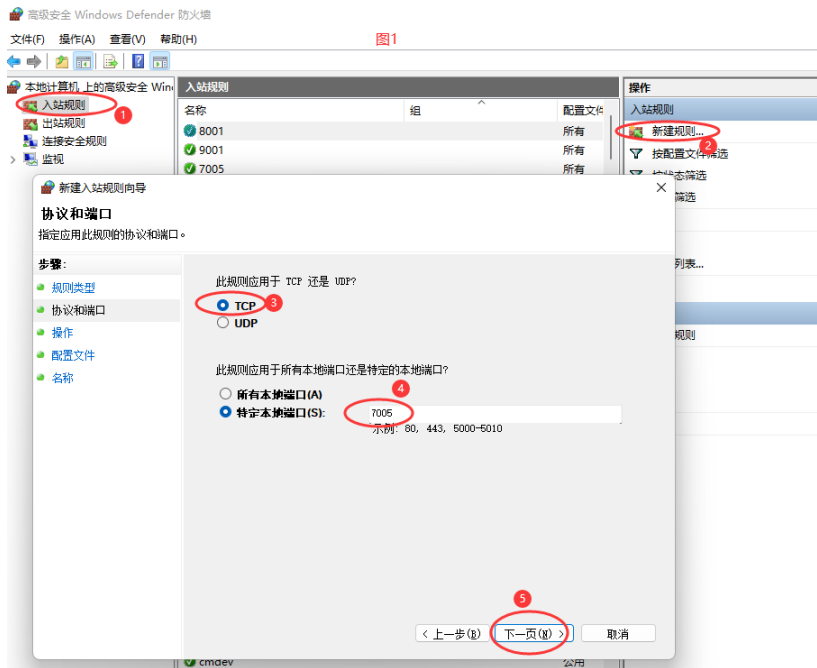 高级安全 Windows Defender 防火墙
文件(F) 操作(A) 查看(V) 帮助(H)
图1
本地计算机 上的高级安全 Win
入站规则
出站规则
连接安全规则
监视
1
入站规则
名称 组 配置文件
8001 所有
9001 所有
7005 所有
操作
入站规则
新建规则...
2
按配置文件筛选
按状态筛选
筛选
列表...
规则
新建入站规则向导
协议和端口
指定应用此规则的协议和端口。
步骤:
规则类型
协议和端口
操作
配置文件
名称
此规则应用于 TCP 还是 UDP?
TCP
3
UDP
此规则应用于所有本地端口还是特定的本地端口?
所有本地端口(A)
4
特定本地端口(S): 7005
示例: 80, 443, 5000-5010
5
< 上一步(B) 下一页(N) > 取消
cmdev 公用